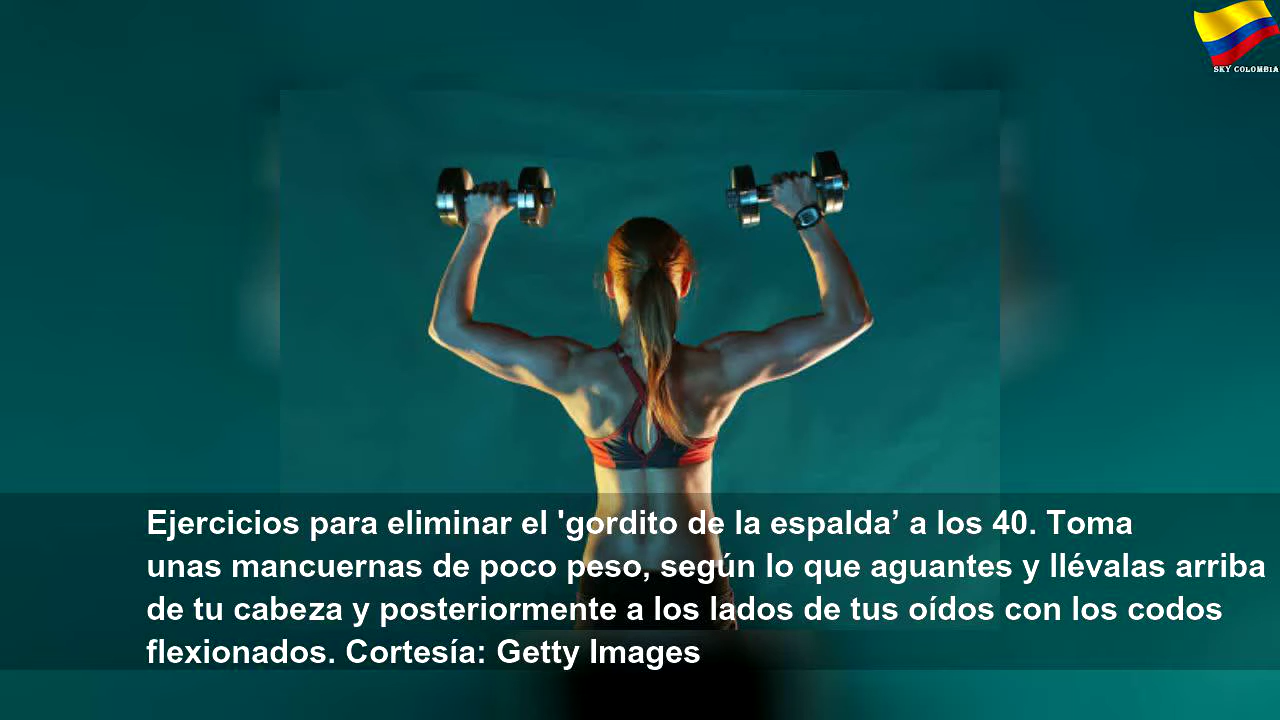 SKY COLOMBIA
Ejercicios para eliminar el 'gordito de la espalda’ a los 40. Toma
unas mancuernas de poco peso, según lo que aguantes y llévalas arriba
de tu cabeza y posteriormente a los lados de tus oídos con los codos
flexionados. Cortesía: Getty Images